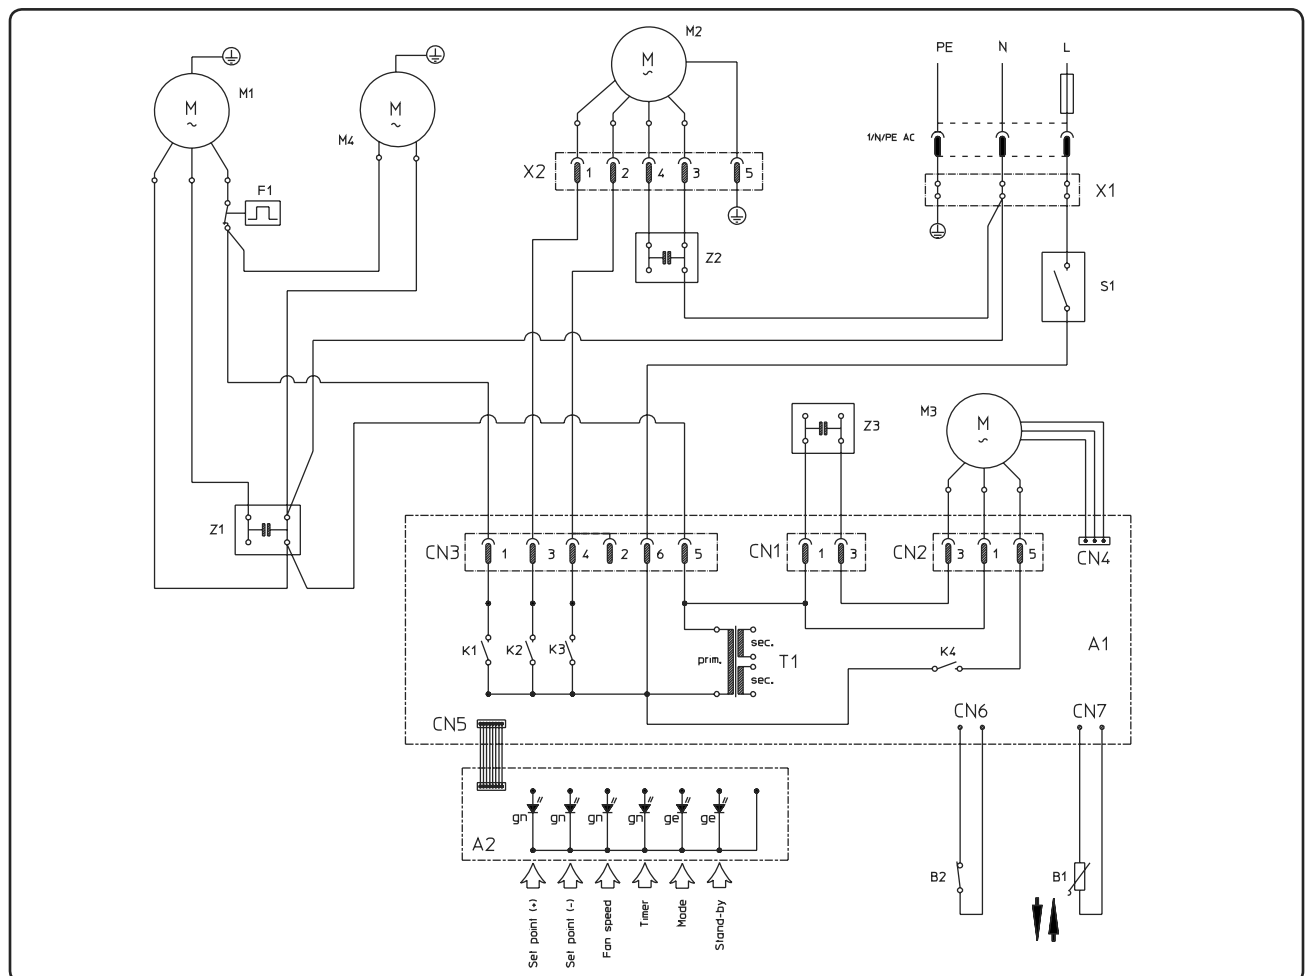 M2
PE N L
M1
M M M
~ ~ ~
M4
1/N/PE AC
X2 1 2 4 3 5
X1
F1
Z2
S1
M3
M
~
Z3
Z1
CN3 1 3 4 2 6 5
CN1 1 3
CN2 3 1 5
CN4
K1 K2 K3
prim.
sec.
sec.
T1
K4
A1
CN5
CN6 CN7
gn gn gn gn ge ge
A2
B2 B1
Set point (+)
Set point (-)
Fan speed
Timer
Mode
Stand-by